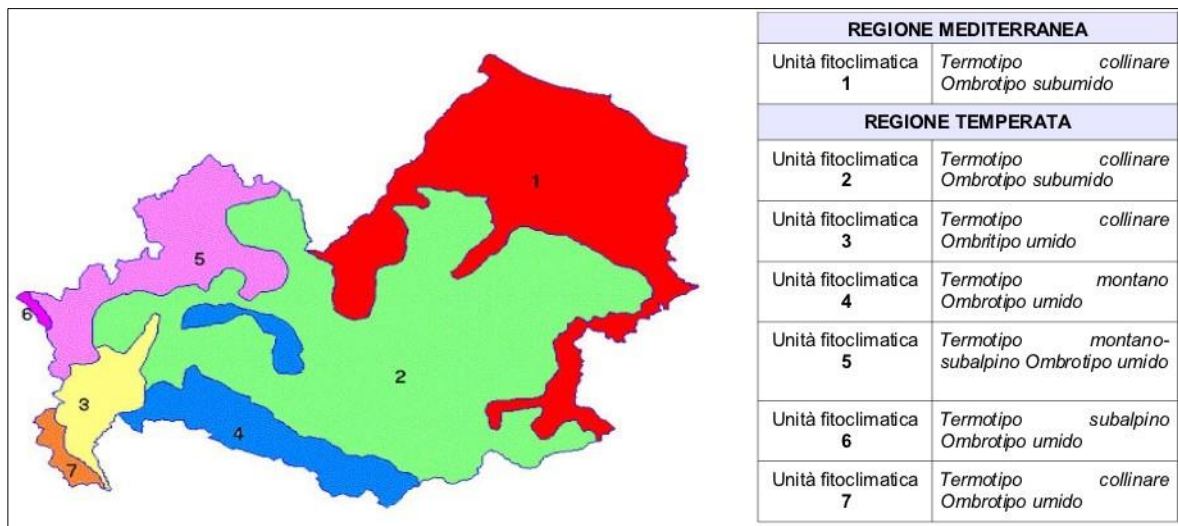 1
5
6
2
3
4
7
REGIONE MEDITERRANEA
Unità fitoclimatica
1
Termotipo collinare
Ombrotipo subumido
REGIONE TEMPERATA
Unità fitoclimatica
2
Termotipo collinare
Ombrotipo subumido
Unità fitoclimatica
3
Termotipo collinare
Ombritipo umido
Unità fitoclimatica
4
Termotipo montano
Ombrotipo umido
Unità fitoclimatica
5
Termotipo montano-
subalpino Ombrotipo umido
Unità fitoclimatica
6
Termotipo subalpino
Ombrotipo umido
Unità fitoclimatica
7
Termotipo collinare
Ombrotipo umido